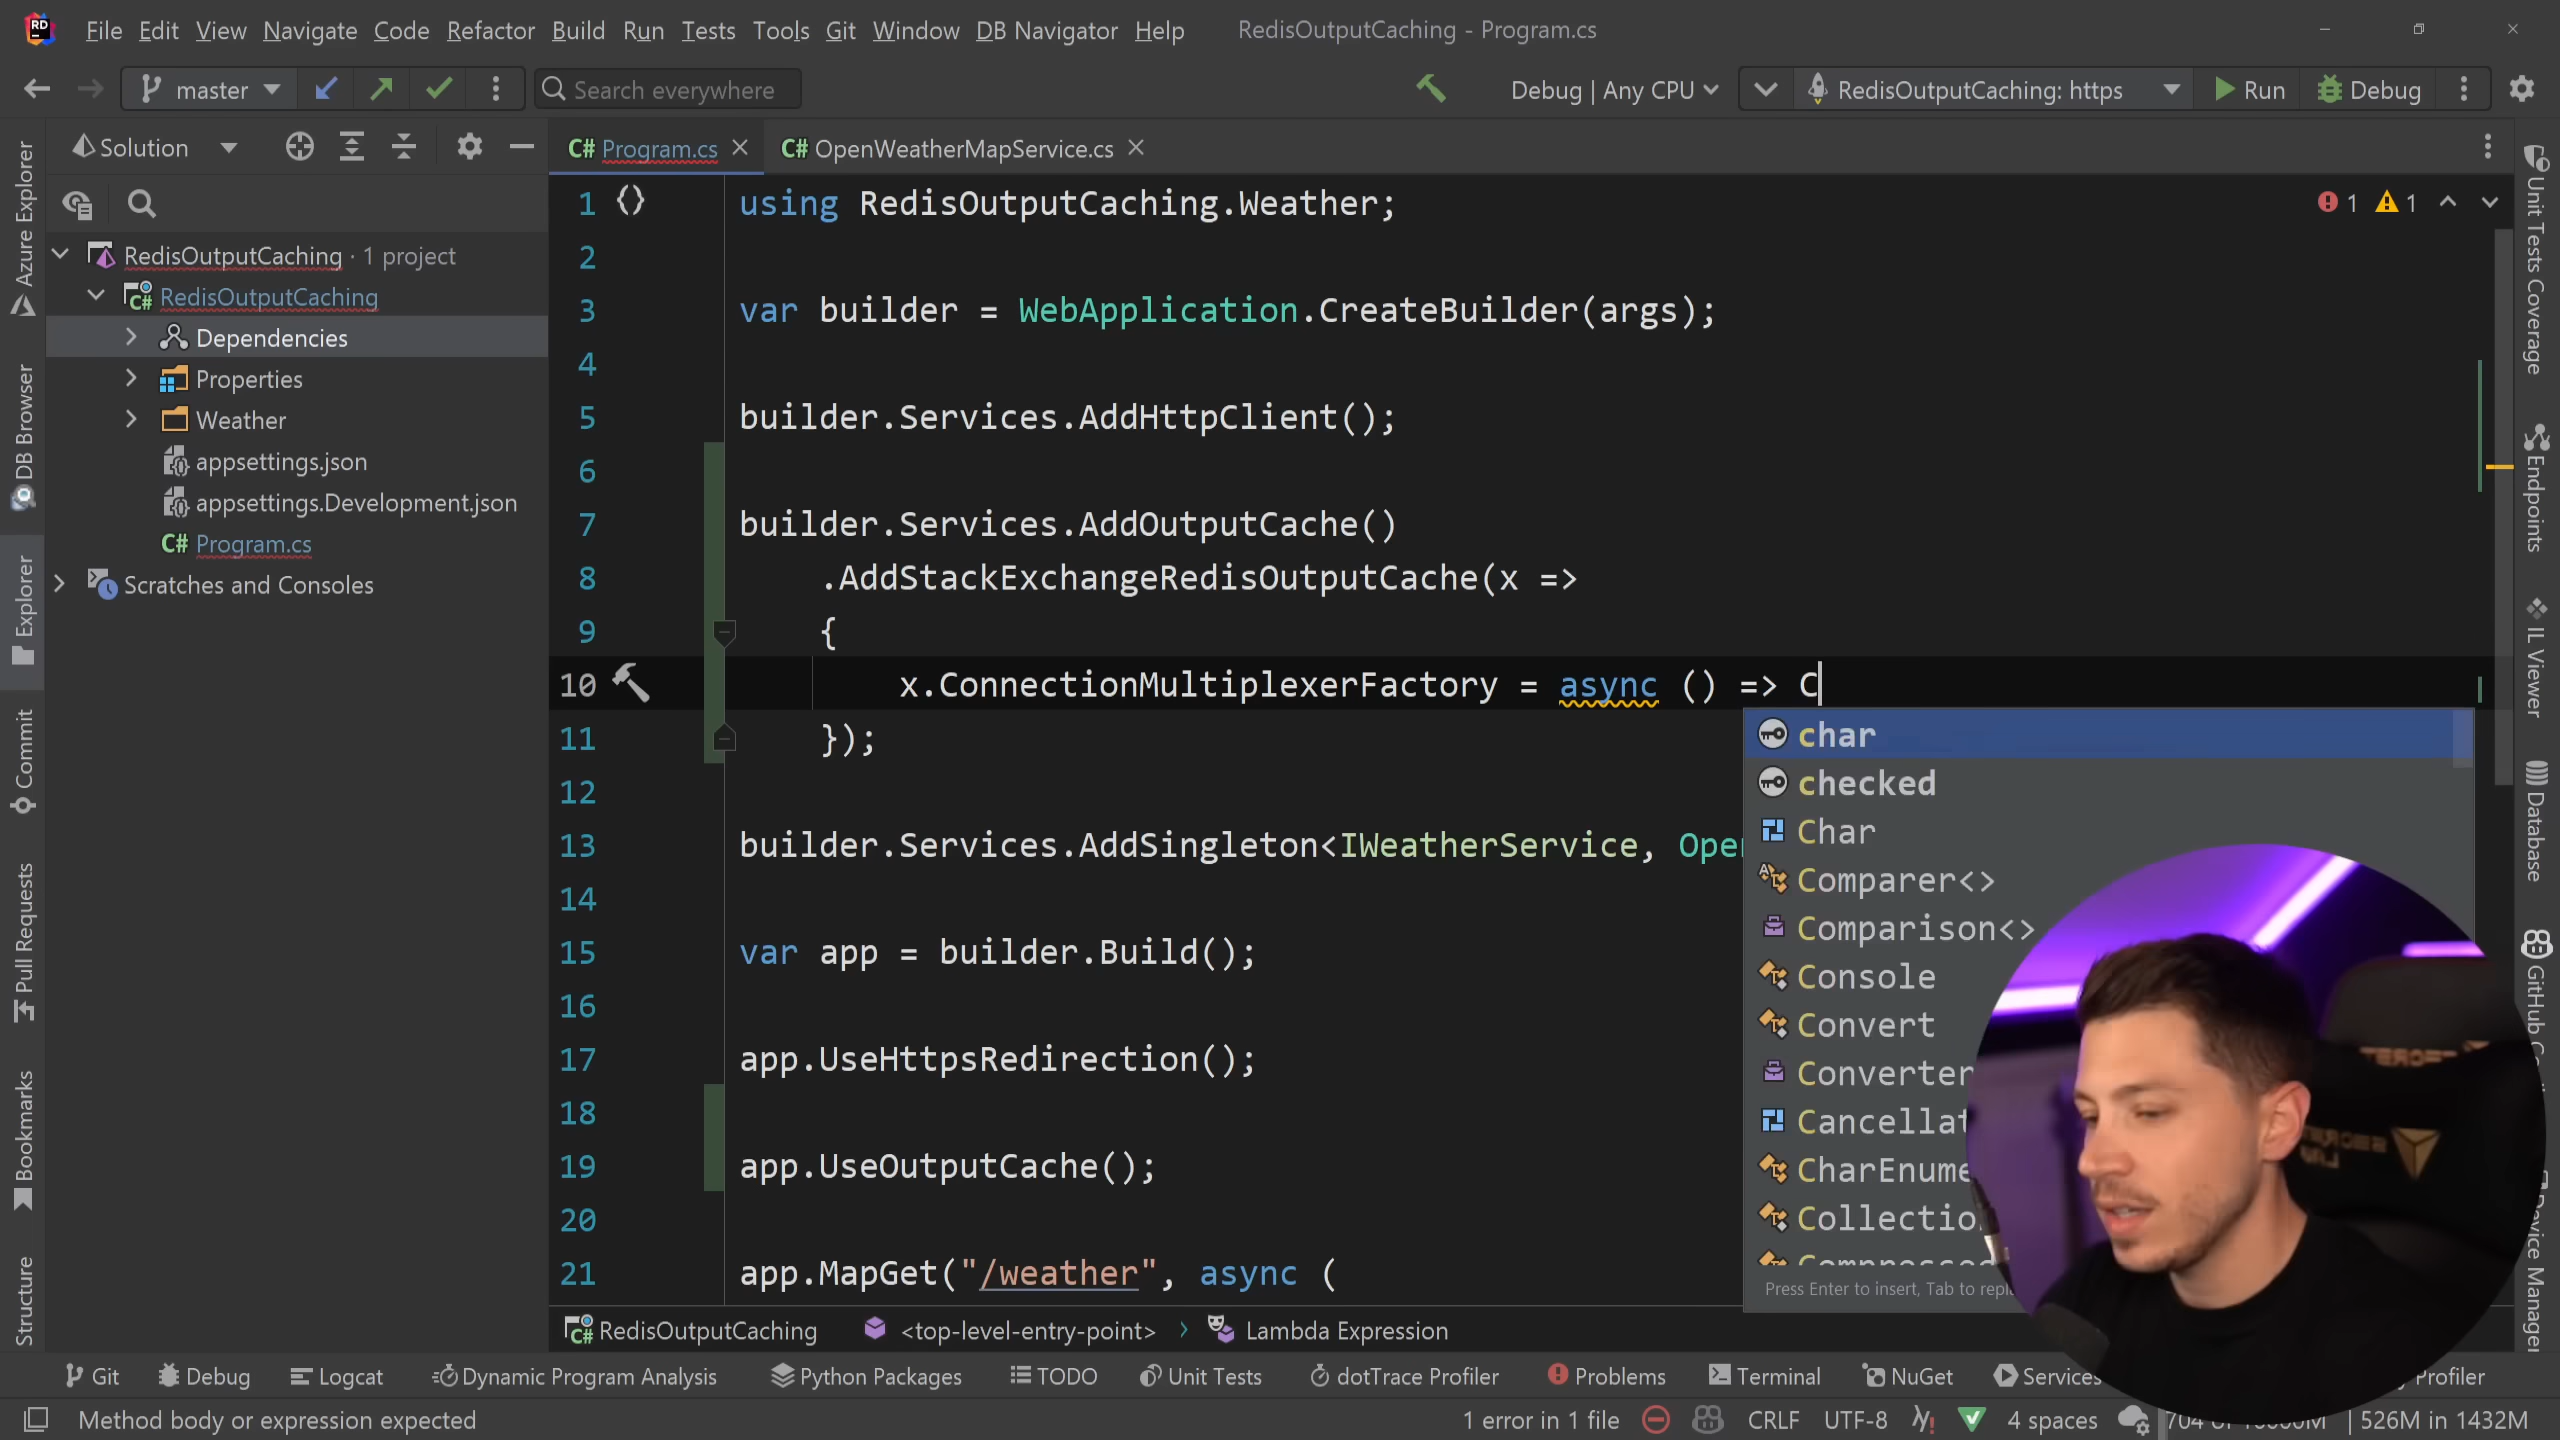 File Edit View Navigate Code Refactor Build Run Tests Tools Git Window DB Navigator Help RedisOutputCaching - Program.cs
master Search everywhere Debug | Any CPU RedisOutputCaching: https Run Debug
Solution
Program.cs OpenWeatherMapService.cs
RedisOutputCaching · 1 project
RedisOutputCaching
Dependencies
Properties
Weather
appsettings.json
appsettings.Development.json
C# Program.cs
Scratches and Consoles
Azure Explorer
DB Browser
Explorer
Commit
Pull Requests
Bookmarks
Structure
1 using RedisOutputCaching.Weather;
2
3 var builder = WebApplication.CreateBuilder(args);
4
5 builder.Services.AddHttpClient();
6
7 builder.Services.AddOutputCache()
8 .AddStackExchangeRedisOutputCache(x =>
9 {
10 x.ConnectionMultiplexerFactory = async () => C
11 });
12
13 builder.Services.AddSingleton<IWeatherService, Oper
14
15 var app = builder.Build();
16
17 app.UseHttpsRedirection();
18
19 app.UseOutputCache();
20
21 app.MapGet("/weather", async (
1 1
char
checked
Char
Comparer<>
Comparison<>
Console
Convert
Converter
Cancellat
CharEnume
Collectio
Press Enter to insert, Tab to repl
Unit Tests Coverage
Endpoints
IL Viewer
Database
GitHub Co
Device Manager
RedisOutputCaching <top-level-entry-point> Lambda Expression
Git Debug Logcat Dynamic Program Analysis Python Packages TODO Unit Tests dotTrace Profiler Problems Terminal NuGet Services Profiler
Method body or expression expected 1 error in 1 file CRLF UTF-8 4 spaces 526M in 1432M